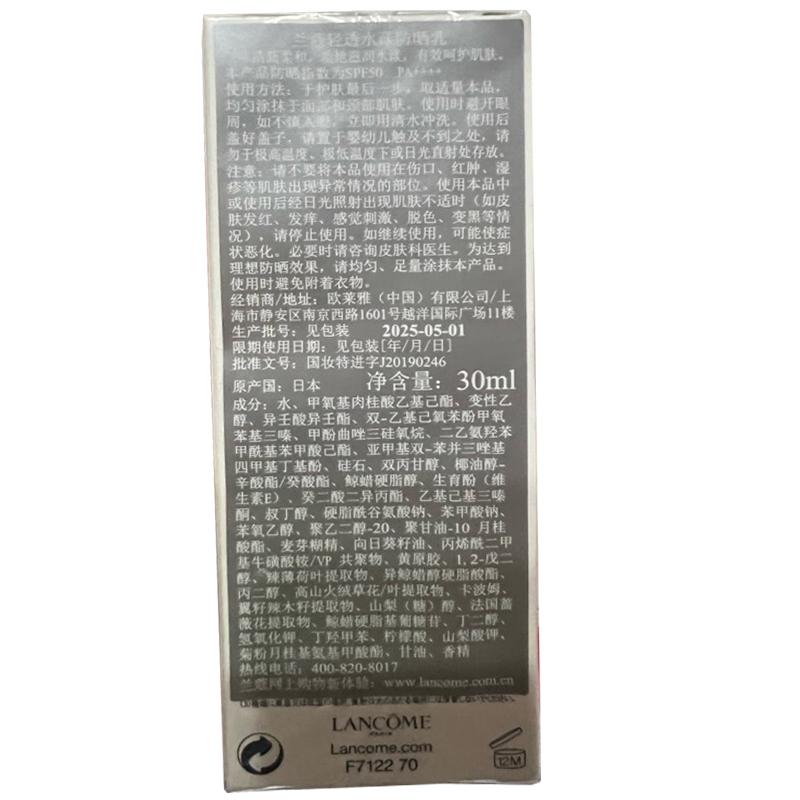 兰蔻轻透水漾防晒乳
清新柔和，柔地滋润水漾，有效呵护肌肤。
本产品防晒指数为SPF50 PA++++
使用方法：于护肤最后一步，取适量本品，
均匀涂抹于面部和颈部肌肤。使用时避开眼
周，如不慎入眼，立即用清水冲洗。使用后
盖好盖子，请置于婴幼儿触及不到之处，请
勿于极高温度、极低温度下或日光直射处存放。
注意：请不要将本品使用在伤口、红肿、湿
疹等肌肤出现异常情况的部位。使用本品中
或使用后经日光照射出现肌肤不适时（如皮
肤发红、发痒、感觉刺激、脱色、变黑等情
况），请停止使用。如继续使用，可能使症
状恶化。必要时请咨询皮肤科医生。为达到
理想防晒效果，请均匀、足量涂抹本产品。
使用时避免附着衣物。
经销商/地址：欧莱雅（中国）有限公司/上
海市静安区南京西路1601号越洋国际广场11楼
生产批号：见包装 2025-05-01
限期使用日期：见包装[年/月/日]
批准文号：国妆特进字J20190246
原产国：日本 净含量：30ml
成分：水、甲氧基肉桂酸乙基己酯、变性乙
醇、异壬酸异壬酯、双-乙基己氧苯酚甲氧
苯基三嗪、甲酚曲唑三硅氧烷、二乙氨羟苯
甲酰基苯甲酸己酯、亚甲基双-苯并三唑基
四甲基丁基酚、硅石、双丙甘醇、椰油醇-
辛酸酯/癸酸酯、鲸蜡硬脂醇、生育酚（维
生素E）、癸二酸二异丙酯、乙基己基三嗪
酮、叔丁醇、硬脂酰谷氨酸钠、苯甲酸钠、
苯氧乙醇、聚乙二醇-20、聚甘油-10 月桂
酸酯、麦芽糊精、向日葵籽油、丙烯酰二甲
基牛磺酸铵/VP 共聚物、黄原胶、1, 2-戊二
醇、辣薄荷叶提取物、异鲸蜡醇硬脂酸酯、
丙二醇、高山火绒草花/叶提取物、卡波姆、
翼籽辣木籽提取物、山梨（糖）醇、法国蔷
薇花提取物、鲸蜡硬脂基葡糖苷、丁二醇、
氢氧化钾、丁羟甲苯、柠檬酸、山梨酸钾、
菊粉月桂基氨基甲酸酯、甘油、香精
热线电话：400-820-8017
兰蔻网上购物新体验：www.lancome.com.cn
LANCÔME
PARIS
Lancome.com
F7122 70
12M